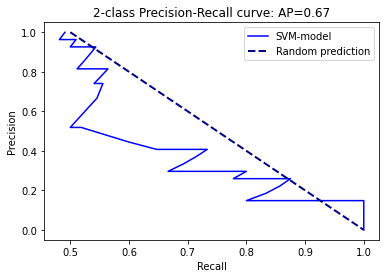 2-class Precision-Recall curve: AP=0.67
SVM-model
Random prediction
Precision
1.0
0.8
0.6
0.4
0.2
0.0
0.5
0.6
0.7
0.8
0.9
1.0
Recall